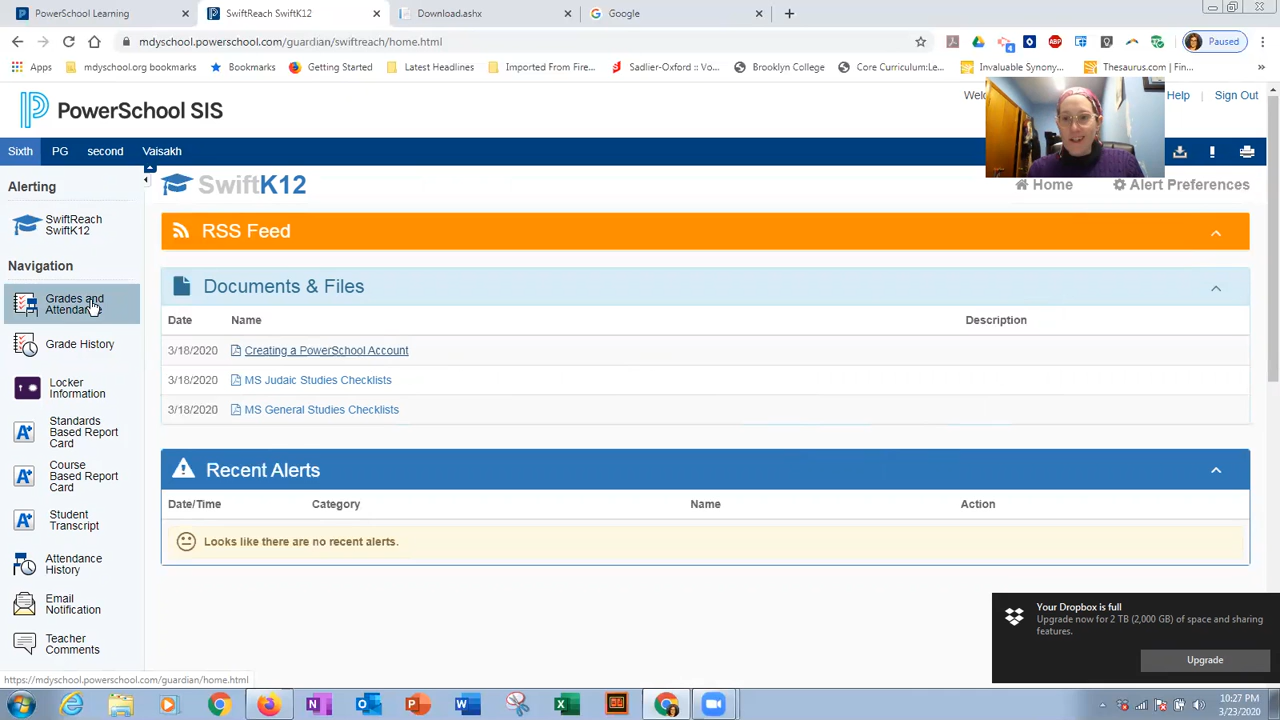 PowerSchool Learning
SwiftReach SwiftK12
Download.ashx
Google
mdyschool.powerschool.com/guardian/swiftreach/home.html
4
ABP
Paused
Apps
mdyschool.org bookmarks
Bookmarks
Getting Started
Latest Headlines
Imported From Fire...
Sadlier-Oxford :: Vo...
Brooklyn College
Core Curriculum:Le...
Invaluable Synony...
Thesaurus.com | Fin...
»
PowerSchool SIS
Help
Sign Out
Sixth
PG
second
Vaisakh
Alerting
SwiftReach
SwiftK12
Navigation
Grades and
Attendance
Grade History
Locker
Information
Standards
Based Report
Card
Course
Based Report
Card
Student
Transcript
Attendance
History
Email
Notification
Teacher
Comments
SwiftK12
Home
Alert Preferences
RSS Feed
Documents & Files
Date Name Description
3/18/2020 Creating a PowerSchool Account
3/18/2020 MS Judaic Studies Checklists
3/18/2020 MS General Studies Checklists
Recent Alerts
Date/Time Category Name Action
Looks like there are no recent alerts.
Your Dropbox is full
Upgrade now for 2 TB (2,000 GB) of space and sharing
features.
Upgrade
https://mdyschool.powerschool.com/guardian/home.html
10:27 PM
3/23/2020